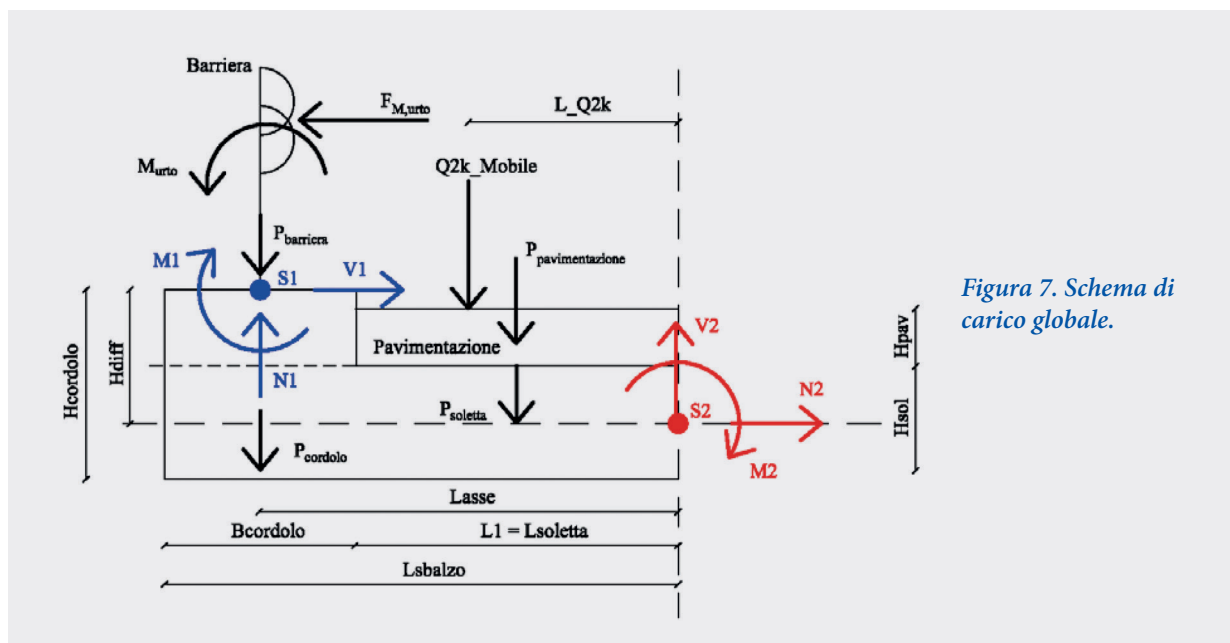 Barriera
F_M,urto
L_Q2k
M_urto
Q2k_Mobile
P_barriera
P_pavimentazione
M1
S1
V1
Figura 7. Schema di
carico globale.
Hcordolo
Hdiff
Pavimentazione
V2
Hpav
N1
P_soletta
S2
N2
Hsol
P_cordolo
M2
Lasse
Bcordolo
L1 = Lsoletta
Lsbalzo